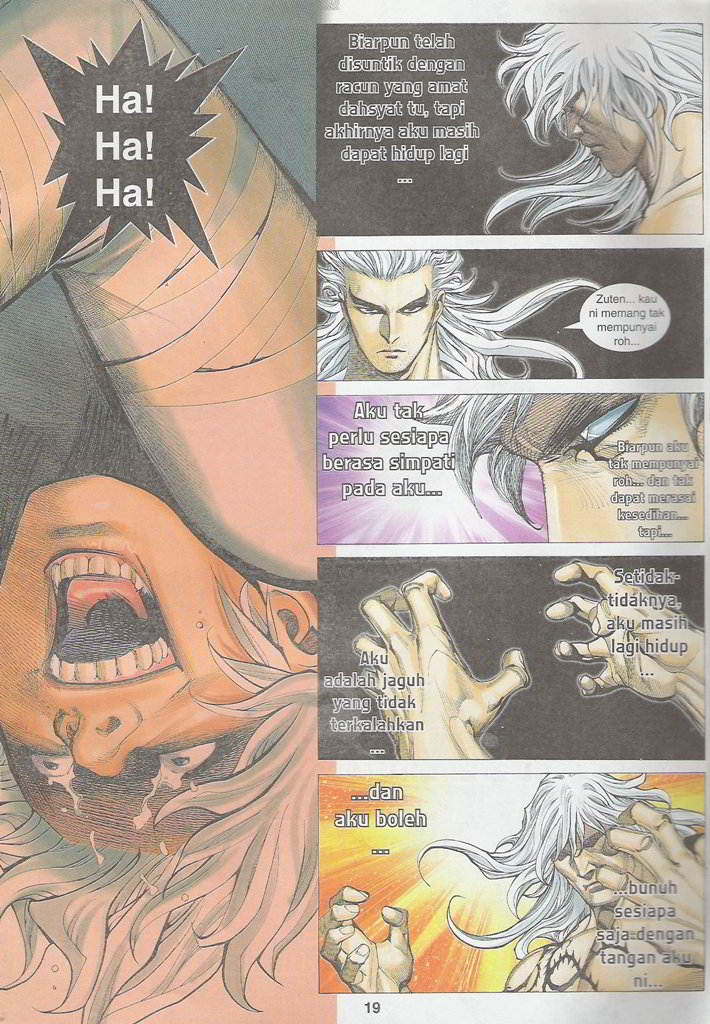 Ha!
Ha!
Ha!
Biarpun telah
disuntik dengan
racun yang amat
dahsyat tu, tapi
akhirnya aku masih
dapat hidup lagi
...
Zuten... kau
ni memang tak
mempunyai
roh...
Aku tak
perlu sesiapa
berasa simpati
pada aku...
Biarpun aku
tak mempunyai
roh... dan tak
dapat merasai
kesedihan...
tapi...
Setidak-
tidaknya,
aku masih
lagi hidup
...
Aku
adalah jaguh
yang tidak
terkalahkan
...
...dan
aku boleh
...
...bunuh
sesiapa
saja dengan
tangan aku
ni...
19